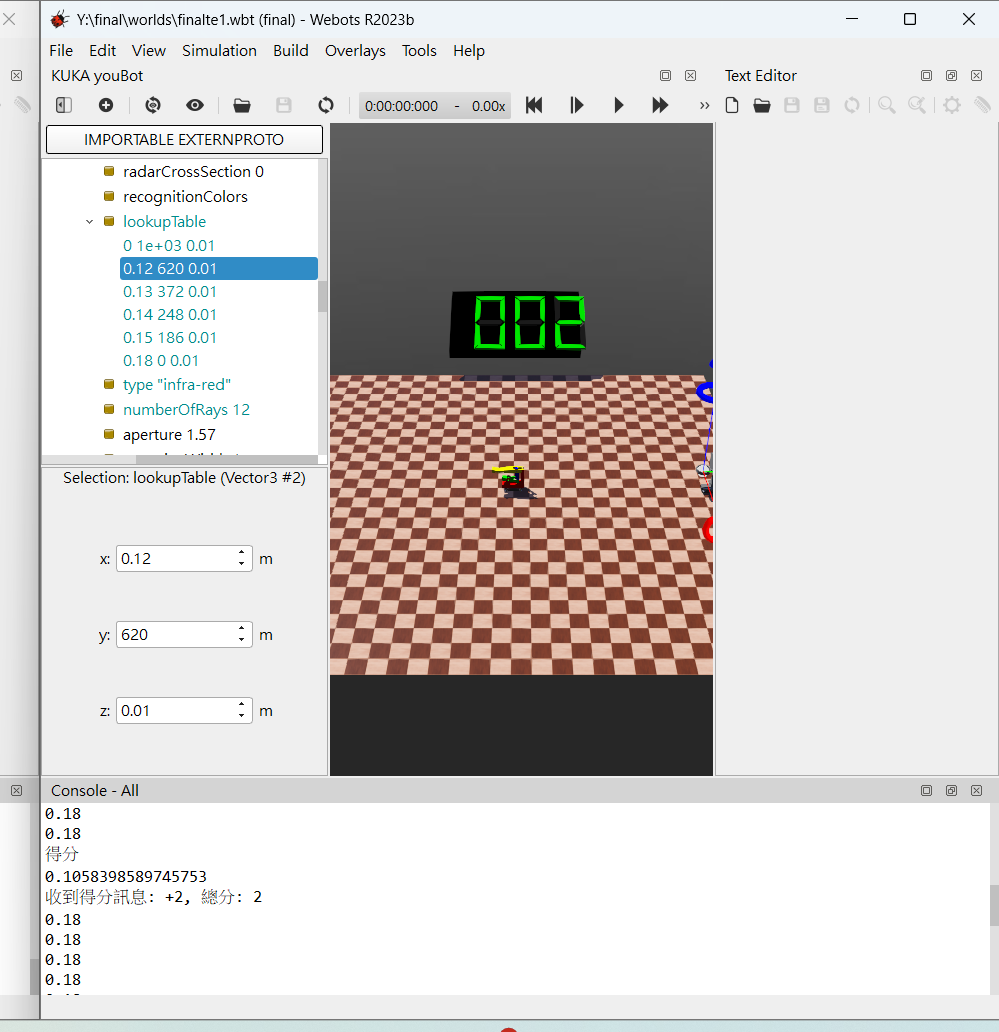 Y:\final\worlds\finalte1.wbt (final) - Webots R2023b
File Edit View Simulation Build Overlays Tools Help
KUKA youBot
Text Editor
0:00:00:000 - 0.00x
IMPORTABLE EXTERNPROTO
radarCrossSection 0
recognitionColors
lookupTable
0 1e+03 0.01
0.12 620 0.01
0.13 372 0.01
0.14 248 0.01
0.15 186 0.01
0.18 0 0.01
type "infra-red"
numberOfRays 12
aperture 1.57
Selection: lookupTable (Vector3 #2)
x: 0.12 m
y: 620 m
z: 0.01 m
002
Console - All
0.18
0.18
得分
0.1058398589745753
收到得分訊息: +2, 總分: 2
0.18
0.18
0.18
0.18